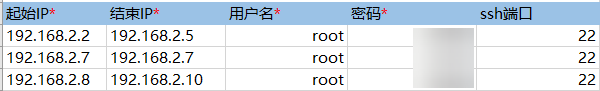 起始IP* 结束IP* 用户名* 密码* ssh端口
192.168.2.2 192.168.2.5 root 22
192.168.2.7 192.168.2.7 root 22
192.168.2.8 192.168.2.10 root 22